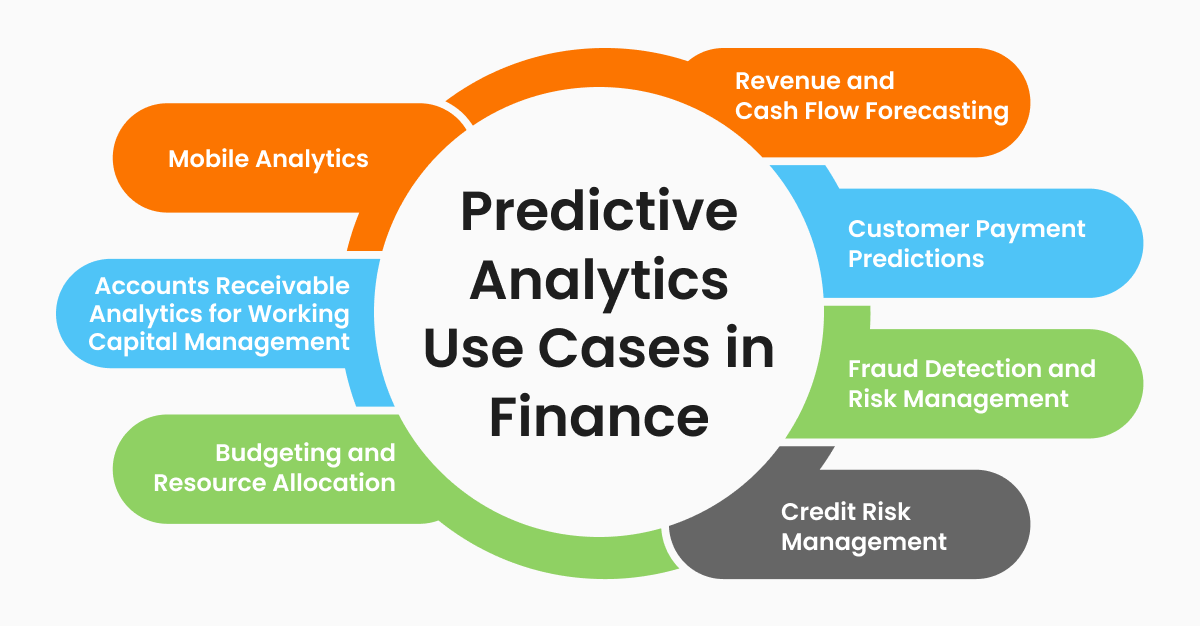 Predictive
Analytics
Use Cases in
Finance
Revenue and
Cash Flow Forecasting
Customer Payment
Predictions
Fraud Detection and
Risk Management
Credit Risk
Management
Budgeting and
Resource Allocation
Accounts Receivable
Analytics for Working
Capital Management
Mobile Analytics